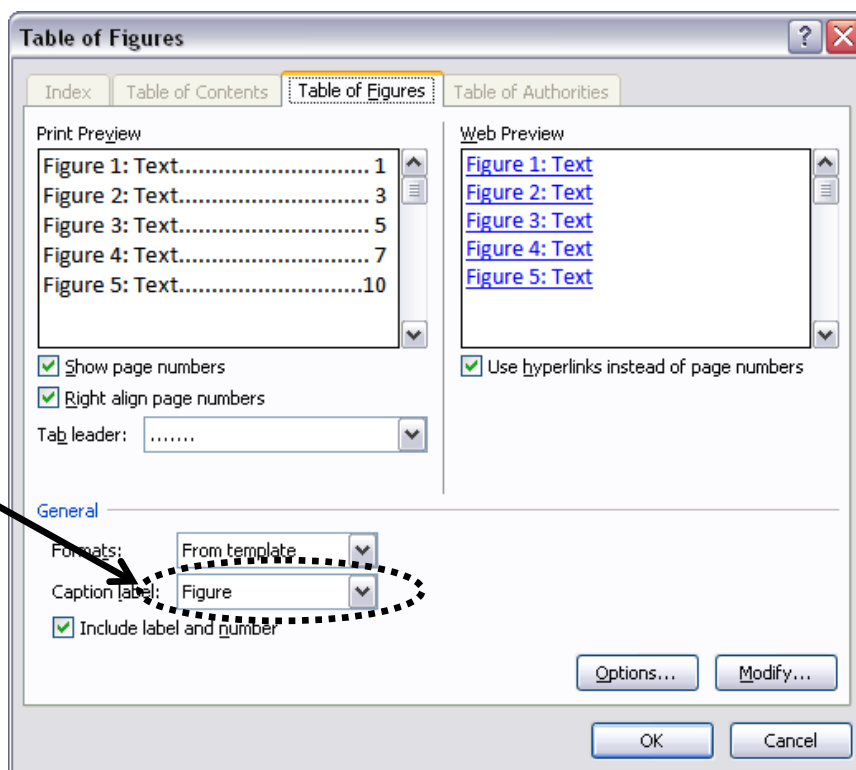 Table of Figures
Index Table of Contents Table of Figures Table of Authorities
Print Preview
Figure 1: Text............................. 1
Figure 2: Text............................. 3
Figure 3: Text............................. 5
Figure 4: Text............................. 7
Figure 5: Text............................10
Show page numbers
Right align page numbers
Tab leader: .......
Web Preview
Figure 1: Text
Figure 2: Text
Figure 3: Text
Figure 4: Text
Figure 5: Text
Use hyperlinks instead of page numbers
General
Formats: From template
Caption label: Figure
Include label and number
Options... Modify...
OK Cancel